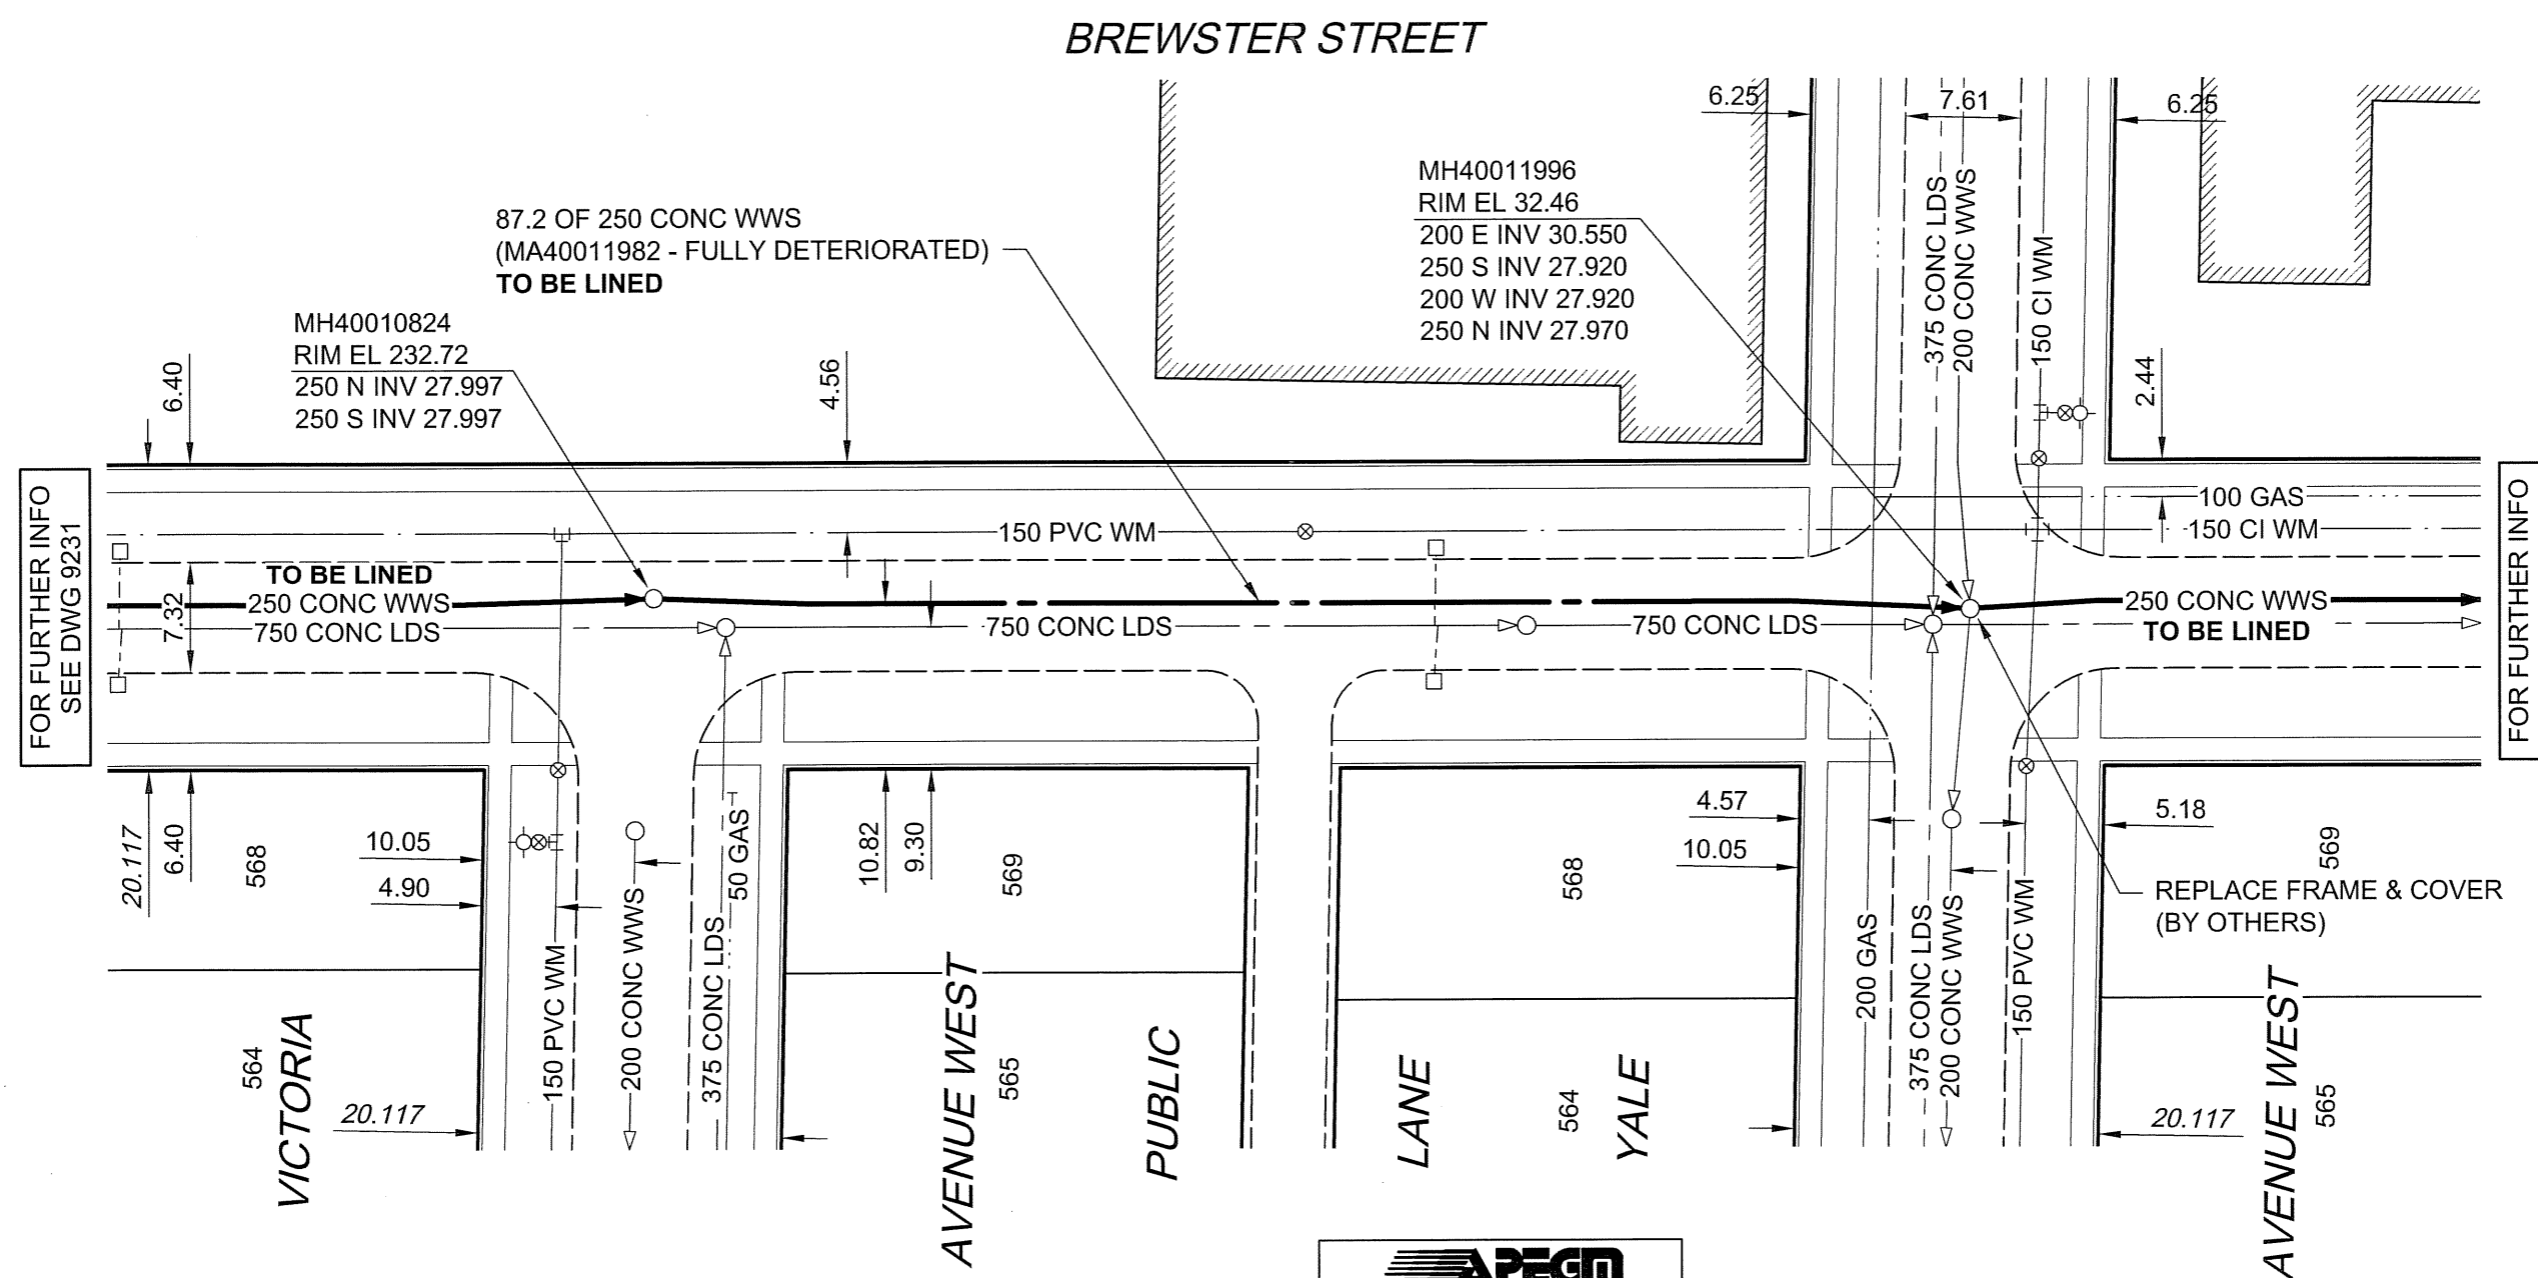 BREWSTER STREET
6.25
7.61
6.25
87.2 OF 250 CONC WWS
(MA40011982 - FULLY DETERIORATED)
TO BE LINED
MH40011996
RIM EL 32.46
200 E INV 30.550
250 S INV 27.920
200 W INV 27.920
250 N INV 27.970
MH40010824
RIM EL 232.72
250 N INV 27.997
250 S INV 27.997
6.40
4.56
375 CONC LDS
200 CONC WWS
150 CI WM
2.44
FOR FURTHER INFO
SEE DWG 9231
FOR FURTHER INFO
100 GAS
150 PVC WM
150 CI WM
TO BE LINED
250 CONC WWS
750 CONC LDS
7.32
750 CONC LDS
750 CONC LDS
250 CONC WWS
TO BE LINED
20.117
6.40
568
10.05
4.90
50 GAS
10.82
9.30
569
568
4.57
10.05
5.18
569
REPLACE FRAME & COVER
(BY OTHERS)
150 PVC WM
200 CONC WWS
375 CONC LDS
200 GAS
375 CONC LDS
200 CONC WWS
150 PVC WM
564
VICTORIA
20.117
AVENUE WEST
565
PUBLIC
LANE
564
YALE
20.117
AVENUE WEST
565
APEGM